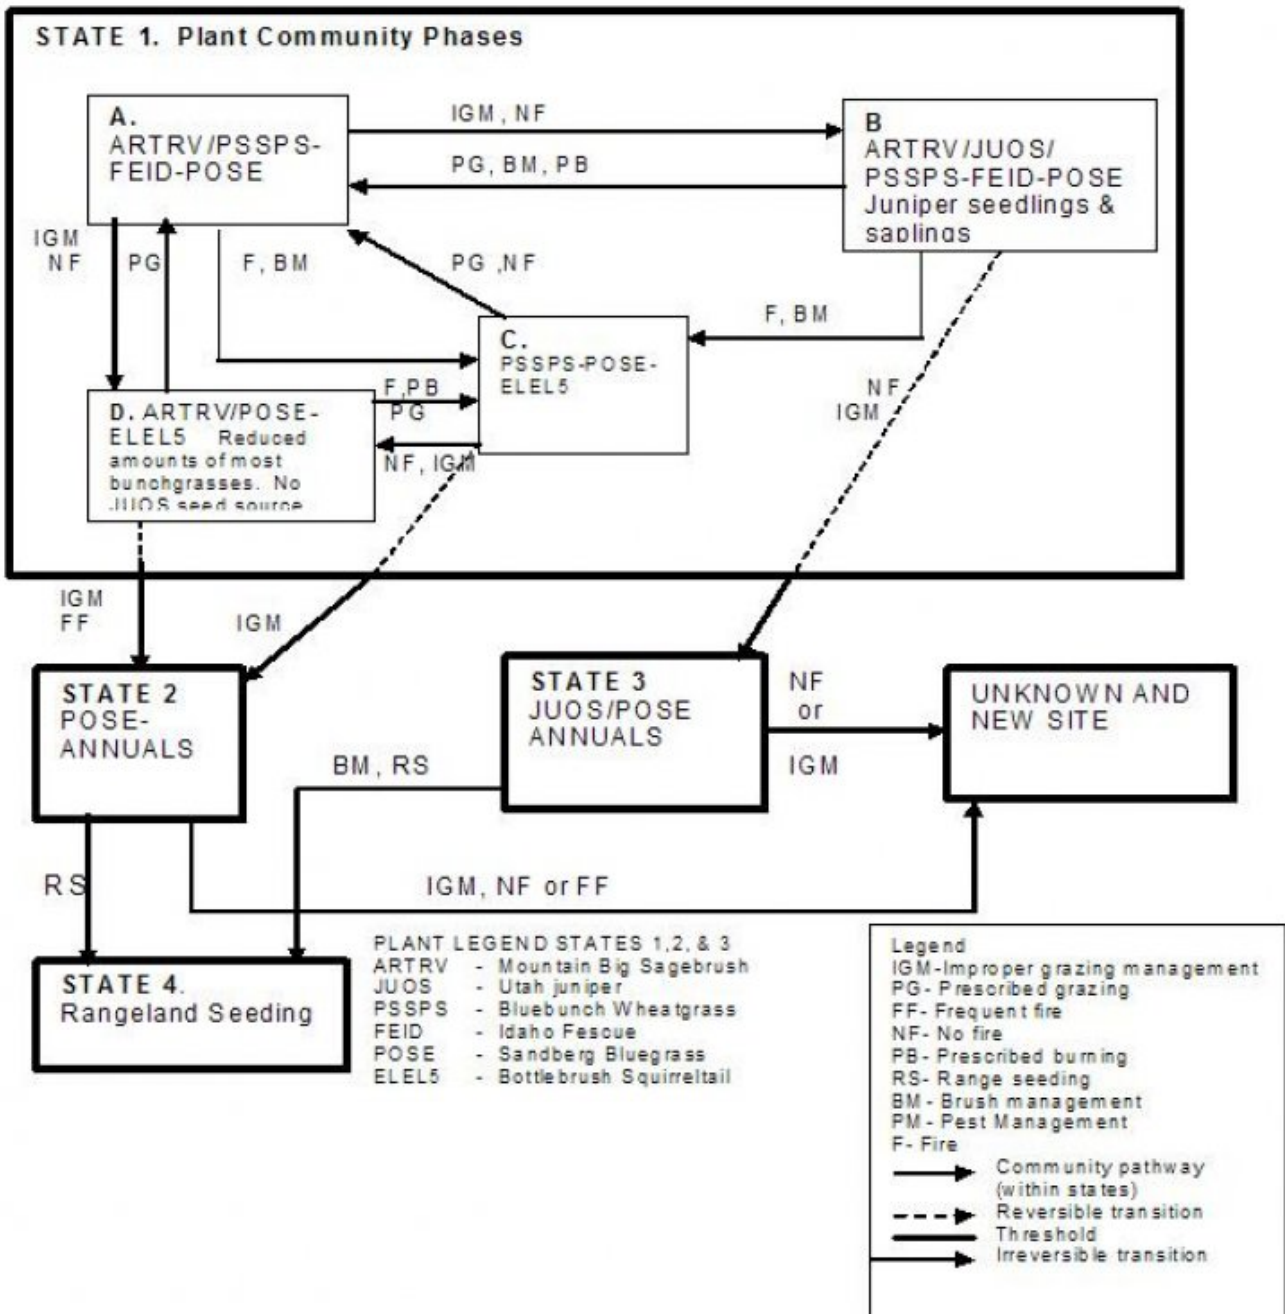 STATE 1. Plant Community Phases
A.
ARTRV/PSSPS-
FEID-POSE
IGM, NF
PG, BM, PB
B
ARTRV/JUOS/
PSSPS-FEID-POSE
Juniper seedlings &
saplings
IGM
NF
PG
F, BM
PG ,NF
F, BM
C.
PSSPS-POSE-
ELEL5
NF
IGM
D. ARTRV/POSE-
ELEL5 Reduced
amounts of most
bunchgrasses. No
JUOS seed source
F,PB
PG
NF, IGM
IGM
FF
IGM
STATE 2
POSE-
ANNUALS
STATE 3
JUOS/POSE
ANNUALS
NF
or
IGM
UNKNOWN AND
NEW SITE
BM, RS
RS
IGM, NF or FF
STATE 4.
Rangeland Seeding
PLANT LEGEND STATES 1,2, & 3
ARTRV - Mountain Big Sagebrush
JUOS - Utah juniper
PSSPS - Bluebunch Wheatgrass
FEID - Idaho Fescue
POSE - Sandberg Bluegrass
ELEL5 - Bottlebrush Squirreltail
Legend
IGM-Improper grazing management
PG- Prescribed grazing
FF- Frequent fire
NF- No fire
PB- Prescribed burning
RS- Range seeding
BM- Brush management
PM- Pest Management
F- Fire
Community pathway
(within states)
Reversible transition
Threshold
Irreversible transition